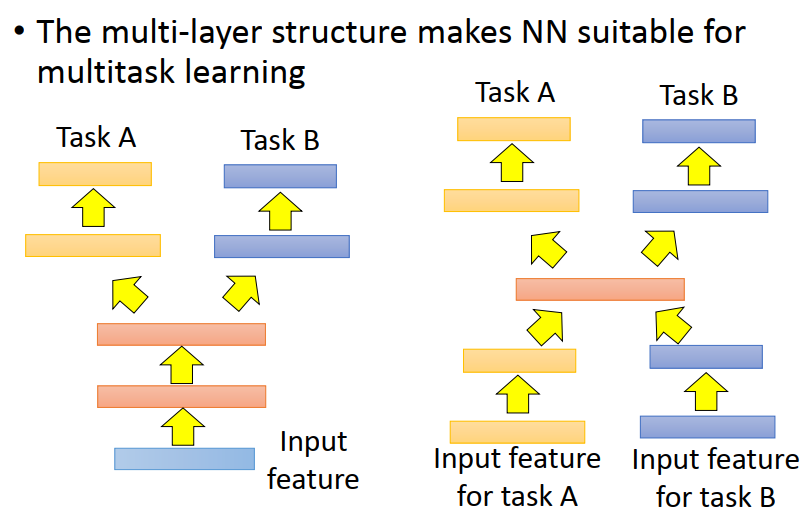 • The multi-layer structure makes NN suitable for
multitask learning
Task A
Task B
Input
feature
Task A
Task B
Input feature
for task A
Input feature
for task B